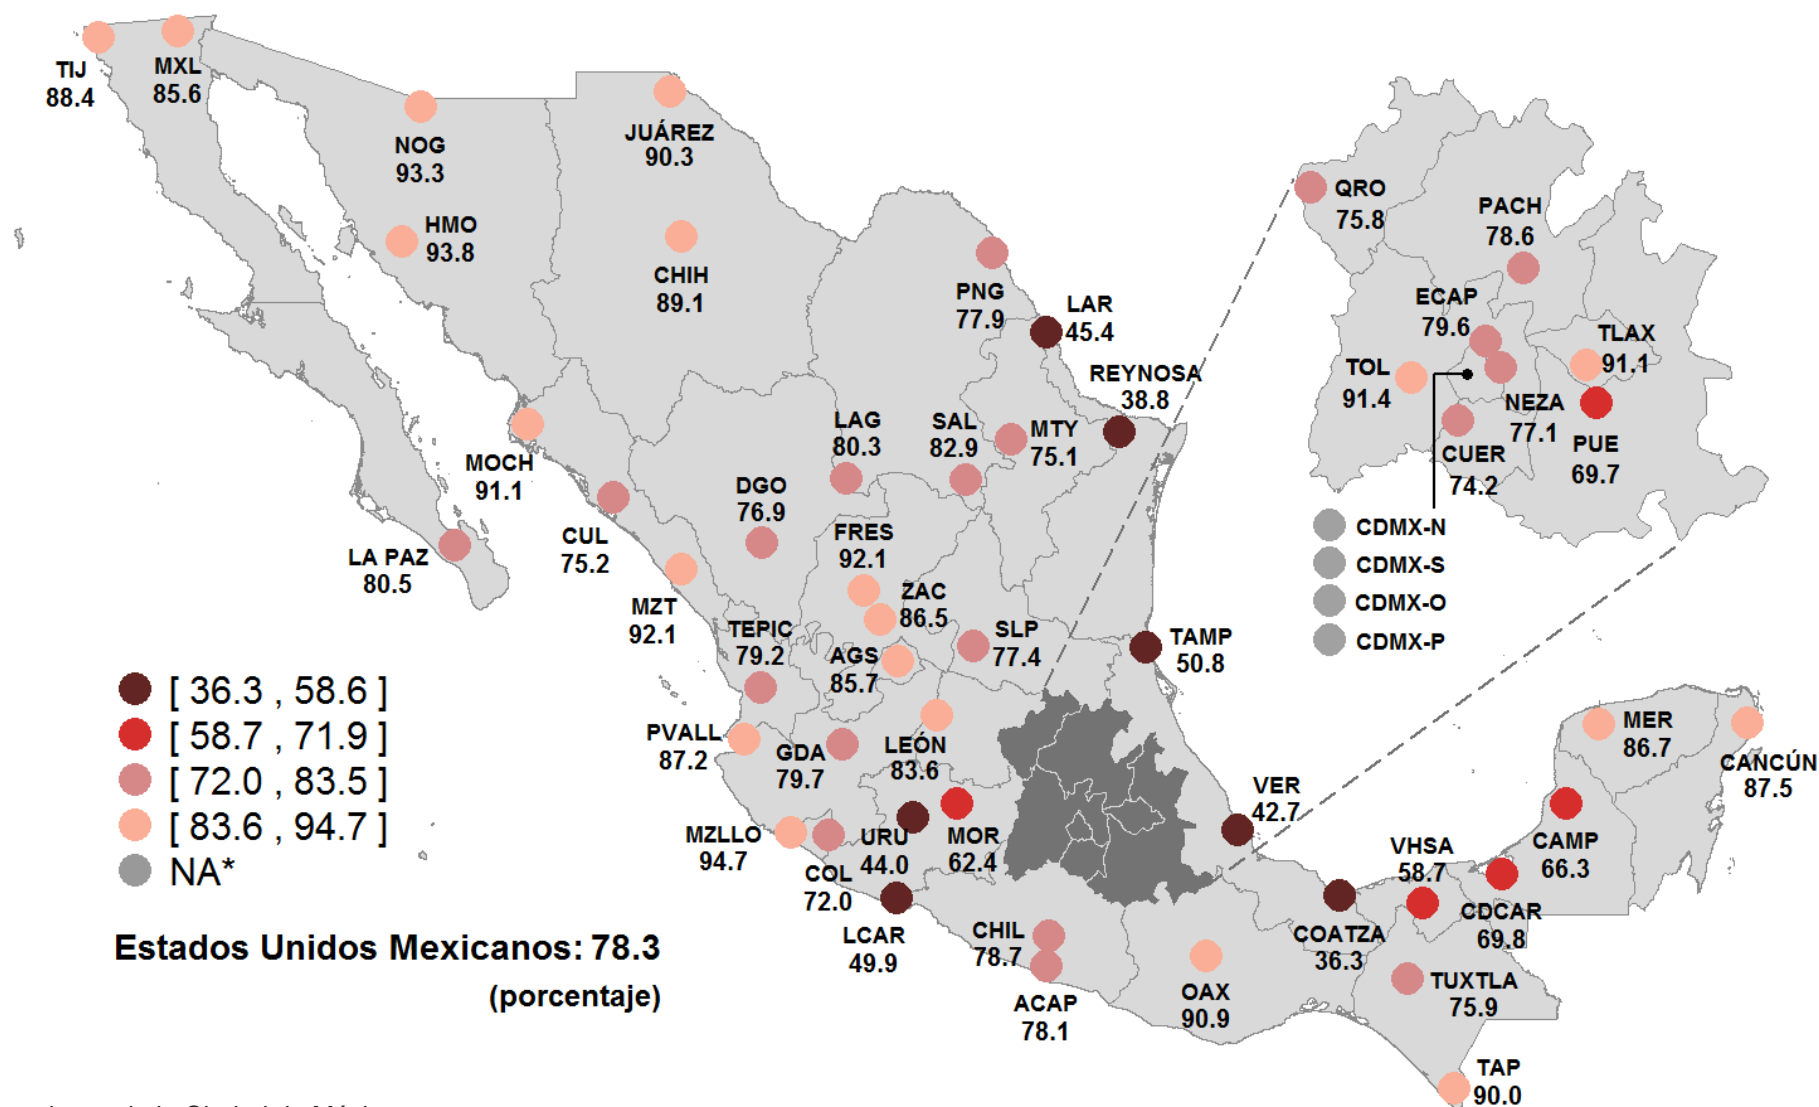 TIJ
88.4
MXL
85.6
NOG
93.3
HMO
93.8
JUÁREZ
90.3
CHIH
89.1
PNG
77.9
LAR
45.4
REYNOSA
38.8
MOCH
91.1
LAG
80.3
SAL
82.9
MTY
75.1
DGO
76.9
CUL
75.2
LA PAZ
80.5
FRES
92.1
ZAC
86.5
MZT
92.1
TEPIC
79.2
AGS
85.7
SLP
77.4
TAMP
50.8
PVALL
87.2
GDA
79.7
LEÓN
83.6
MZLLO
94.7
COL
72.0
URU
44.0
MOR
62.4
LCAR
49.9
CHIL
78.7
ACAP
78.1
OAX
90.9
VER
42.7
COATZA
36.3
VHSA
58.7
CDCAR
69.8
CAMP
66.3
MER
86.7
CANCÚN
87.5
TUXTLA
75.9
TAP
90.0
QRO
75.8
PACH
78.6
ECAP
79.6
TLAX
91.1
TOL
91.4
NEZA
77.1
PUE
69.7
CUER
74.2
CDMX-N
CDMX-S
CDMX-O
CDMX-P
[ 36.3 , 58.6 ]
[ 58.7 , 71.9 ]
[ 72.0 , 83.5 ]
[ 83.6 , 94.7 ]
NA*
Estados Unidos Mexicanos: 78.3
(porcentaje)